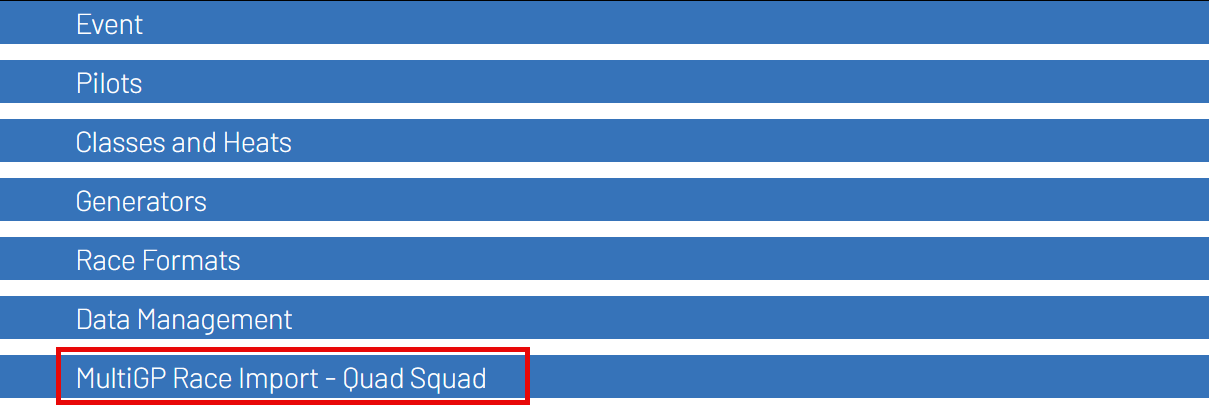 Event
Pilots
Classes and Heats
Generators
Race Formats
Data Management
MultiGP Race Import - Quad Squad